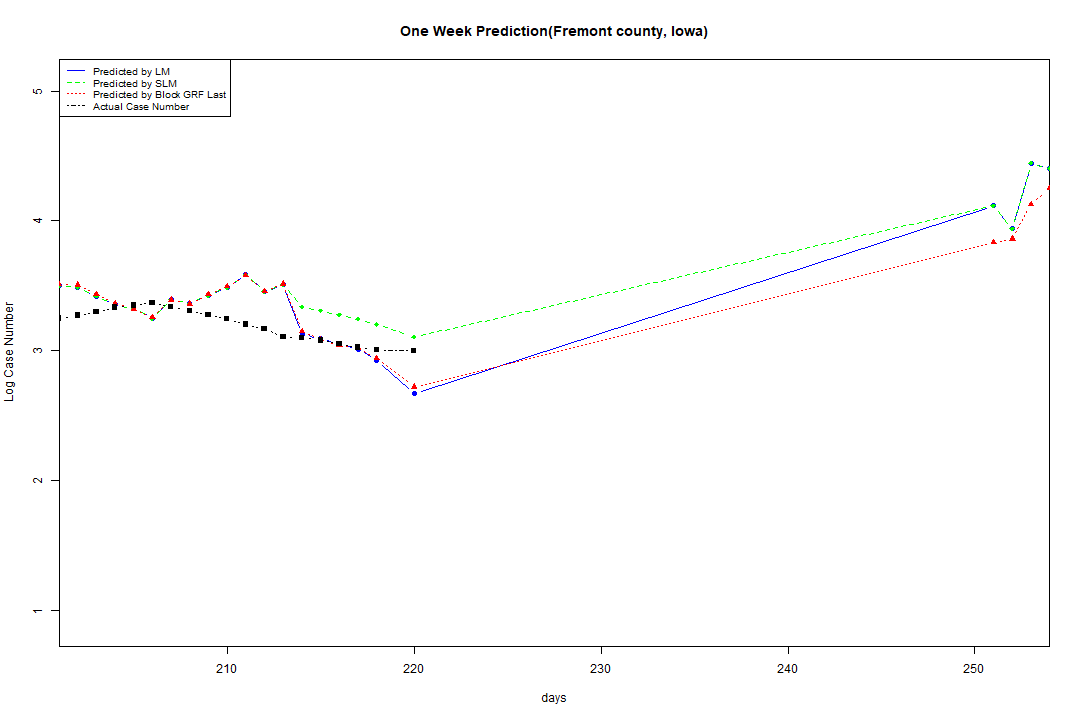 One Week Prediction(Fremont county, Iowa)
Predicted by LM
Predicted by SLM
Predicted by Block GRF Last
Actual Case Number
5
4
3
2
1
Log Case Number
210
220
230
240
250
days